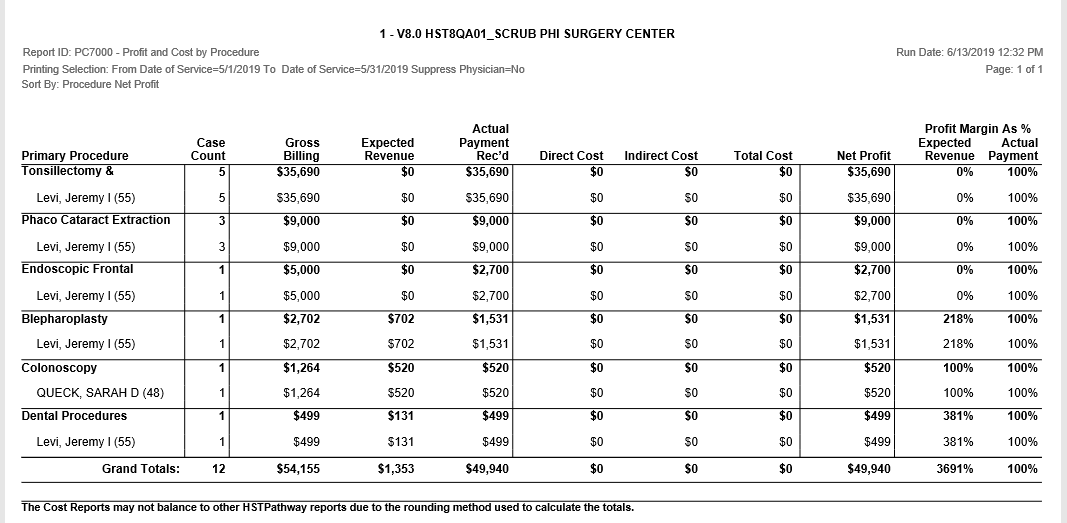 1 - V8.0 HST8QA01_SCRUB PHI SURGERY CENTER
Report ID: PC7000 - Profit and Cost by Procedure Run Date: 6/13/2019 12:32 PM
Printing Selection: From Date of Service=5/1/2019 To Date of Service=5/31/2019 Suppress Physician=No Page: 1 of 1
Sort By: Procedure Net Profit
Actual Profit Margin As %
Case Gross Expected Payment Expected Actual
Primary Procedure Count Billing Revenue Rec'd Direct Cost Indirect Cost Total Cost Net Profit Revenue Payment
Tonsillectomy & 5 $35,690 $0 $35,690 $0 $0 $0 $35,690 0% 100%
Levi, Jeremy I (55) 5 $35,690 $0 $35,690 $0 $0 $0 $35,690 0% 100%
Phaco Cataract Extraction 3 $9,000 $0 $9,000 $0 $0 $0 $9,000 0% 100%
Levi, Jeremy I (55) 3 $9,000 $0 $9,000 $0 $0 $0 $9,000 0% 100%
Endoscopic Frontal 1 $5,000 $0 $2,700 $0 $0 $0 $2,700 0% 100%
Levi, Jeremy I (55) 1 $5,000 $0 $2,700 $0 $0 $0 $2,700 0% 100%
Blepharoplasty 1 $2,702 $702 $1,531 $0 $0 $0 $1,531 218% 100%
Levi, Jeremy I (55) 1 $2,702 $702 $1,531 $0 $0 $0 $1,531 218% 100%
Colonoscopy 1 $1,264 $520 $520 $0 $0 $0 $520 100% 100%
QUECK, SARAH D (48) 1 $1,264 $520 $520 $0 $0 $0 $520 100% 100%
Dental Procedures 1 $499 $131 $499 $0 $0 $0 $499 381% 100%
Levi, Jeremy I (55) 1 $499 $131 $499 $0 $0 $0 $499 381% 100%
Grand Totals: 12 $54,155 $1,353 $49,940 $0 $0 $0 $49,940 3691% 100%
The Cost Reports may not balance to other HSTPathway reports due to the rounding method used to calculate the totals.